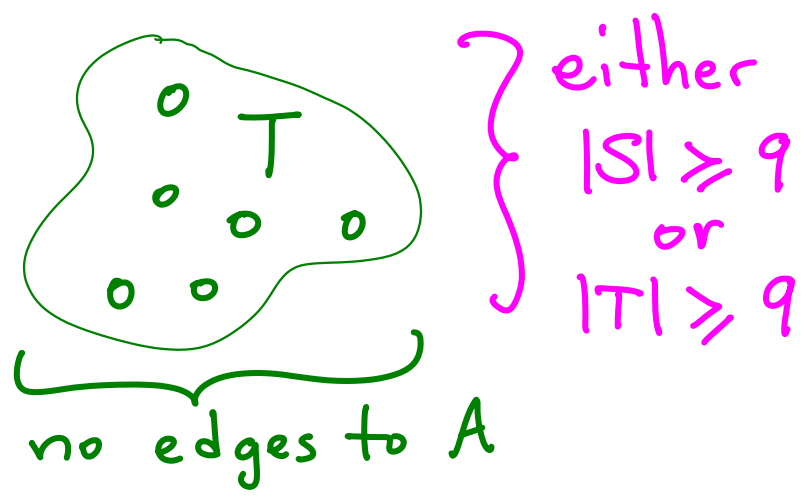 T
no edges to A
either
|S| ⩾ 9
or
|T| ⩾ 9